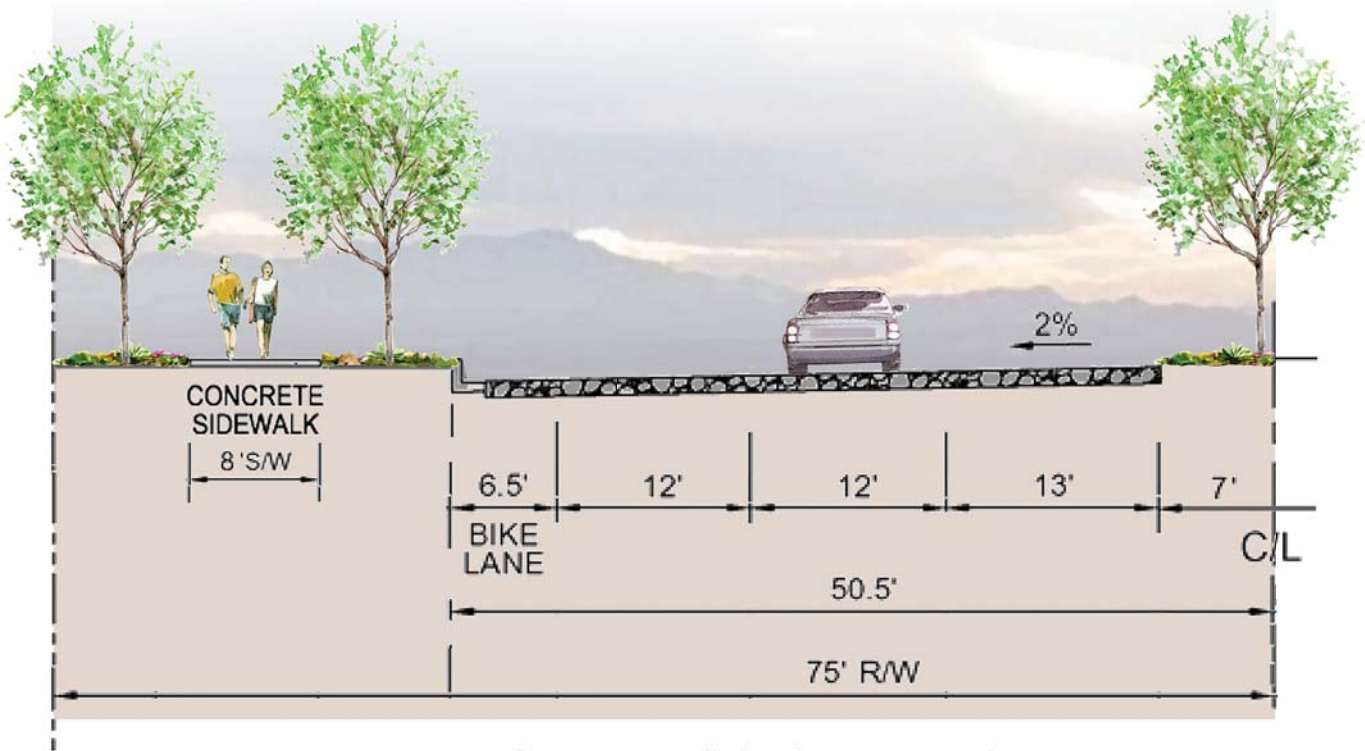 2%
CONCRETE
SIDEWALK
8 'S/W
6.5'
12'
12'
13'
7'
BIKE
LANE
C/L
50.5'
75' R/W